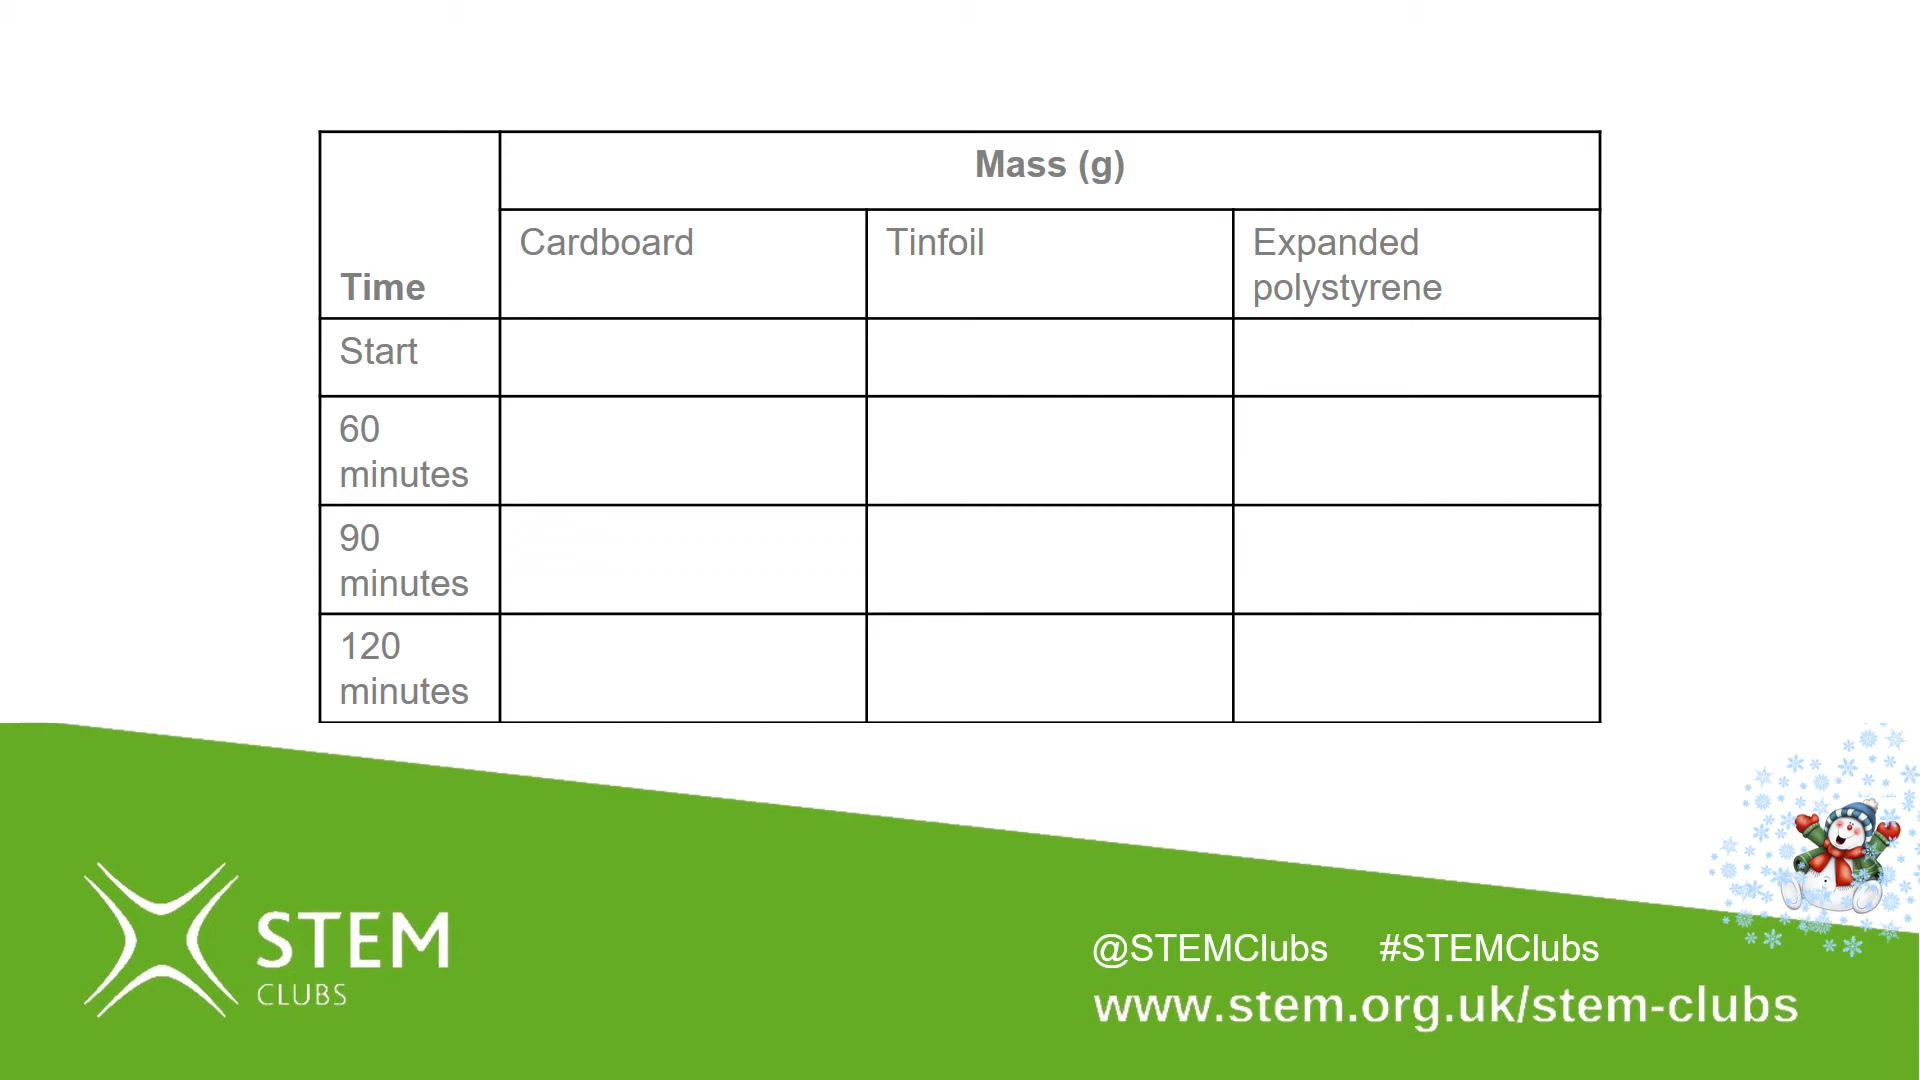 Mass (g)
Time
Cardboard
Tinfoil
Expanded
polystyrene
Start
60
minutes
90
minutes
120
minutes
STEM
CLUBS
@STEMClubs #STEMClubs
www.stem.org.uk/stem-clubs